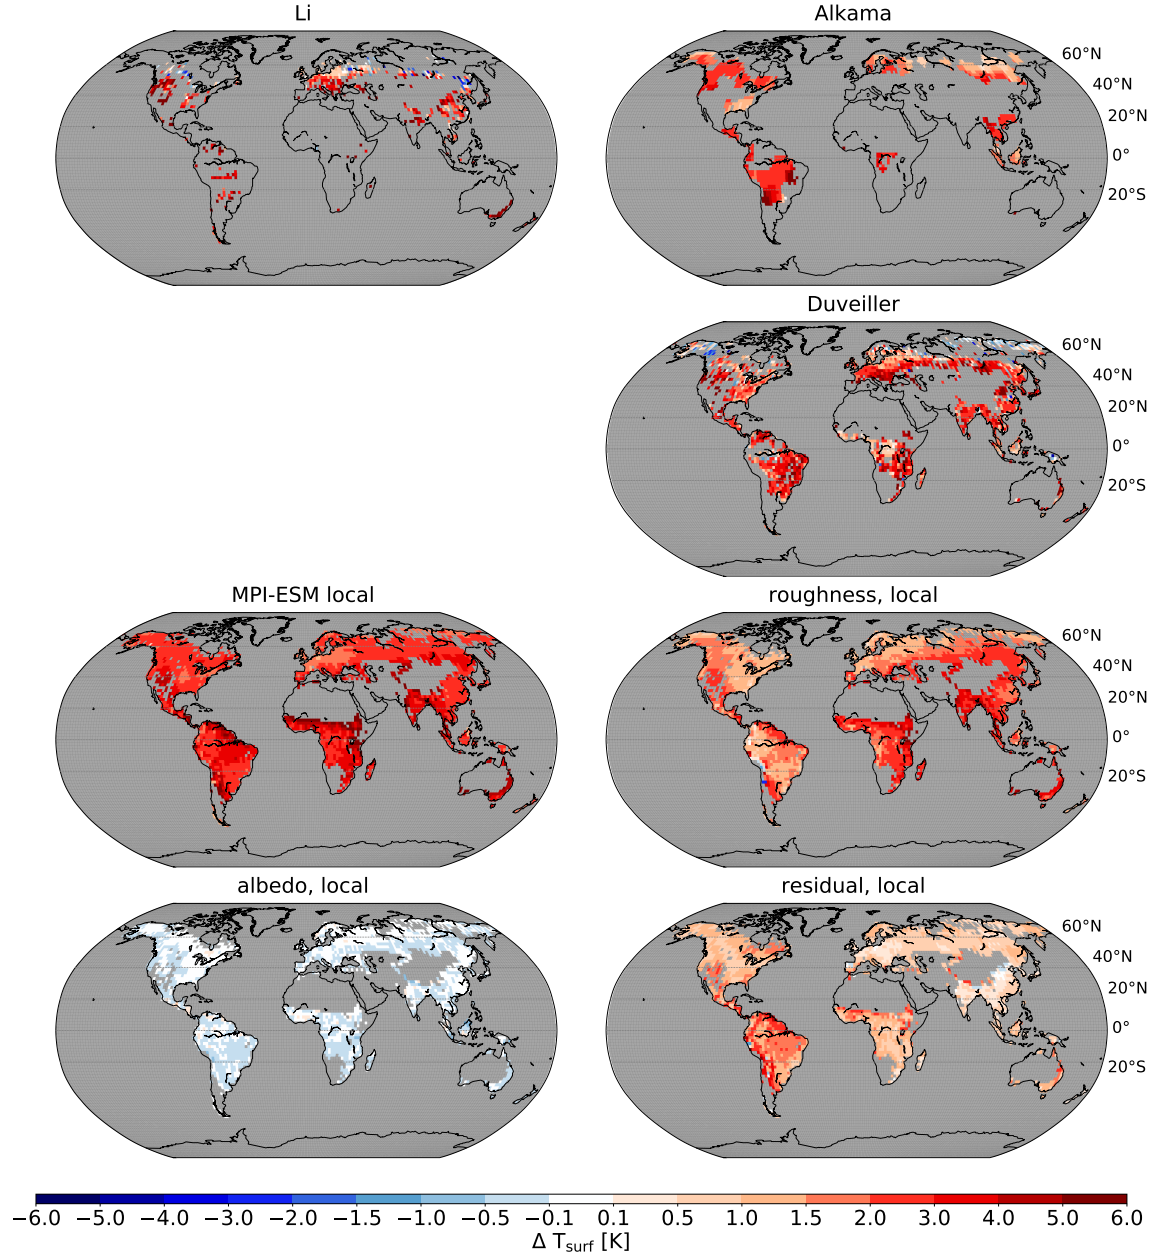 Li
Alkama
60°N
40°N
20°N
0°
20°S
Duveiller
60°N
40°N
20°N
0°
20°S
MPI-ESM local
roughness, local
60°N
40°N
20°N
0°
20°S
albedo, local
residual, local
60°N
40°N
20°N
0°
20°S
−6.0 −5.0 −4.0 −3.0 −2.0 −1.5 −1.0 −0.5 −0.1 0.1 0.5 1.0 1.5 2.0 3.0 4.0 5.0 6.0
Δ T_surf [K]